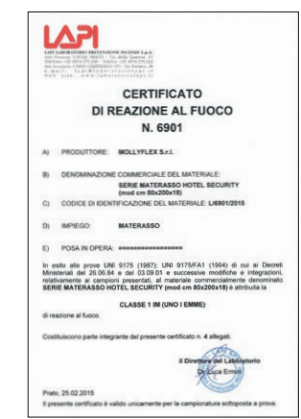 LAPI
LAPI LABORATORIO PREVENZIONE INCENDI S.p.A.
CERTIFICATO
DI REAZIONE AL FUOCO
N. 6901
A) PRODUTTORE: MOLLYFLEX S.r.l.
B) DENOMINAZIONE COMMERCIALE DEL MATERIALE:
SERIE MATERASSO HOTEL SECURITY
(mod cm 80x200x18)
C) CODICE DI IDENTIFICAZIONE DEL MATERIALE: L/6901/2015
D) IMPIEGO: MATERASSO
E) POSA IN OPERA: =================
In esito alle prove UNI 9175 (1987); UNI 9175/FA1 (1994) di cui ai Decreti
Ministeriali del 26.06.84 e del 03.09.01 e successive modifiche e integrazioni,
relativamente ai campioni presentati, al materiale commercialmente denominato
SERIE MATERASSO HOTEL SECURITY (mod cm 80x200x18) è attribuita la
CLASSE 1 IM (UNO I EMME)
di reazione al fuoco.
Costituiscono parte integrante del presente certificato n. 4 allegati.
Il Direttore del Laboratorio
Dr. Luca Ermini
Prato, 25.02.2015
Il presente certificato è valido unicamente per la campionatura sottoposta a prova.